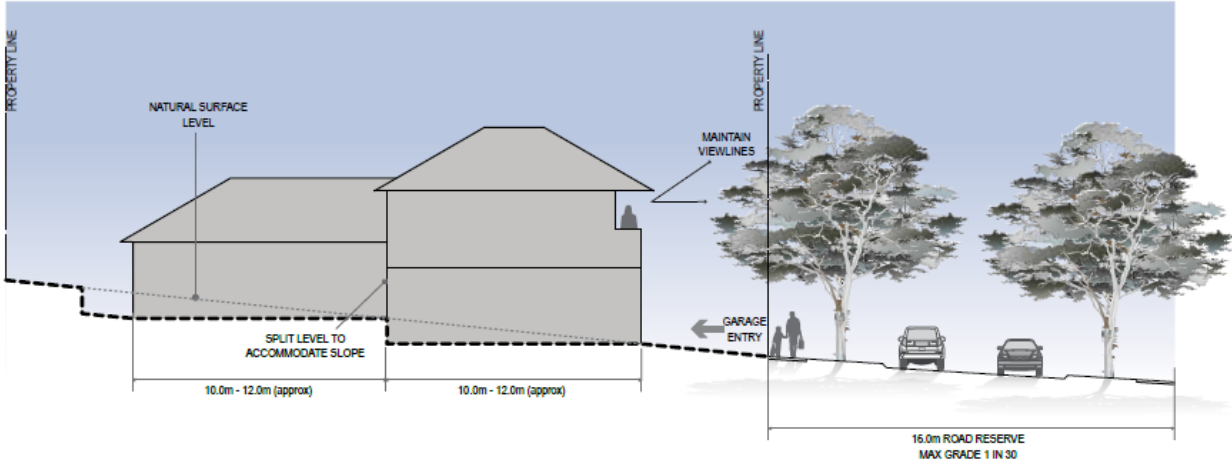 PROPERTY LINE
PROPERTY LINE
NATURAL SURFACE
LEVEL
MAINTAIN
VIEWLINES
SPLIT LEVEL TO
ACCOMMODATE SLOPE
GARAGE
ENTRY
10.0m - 12.0m (approx)
10.0m - 12.0m (approx)
16.0m ROAD RESERVE
MAX GRADE 1 IN 30